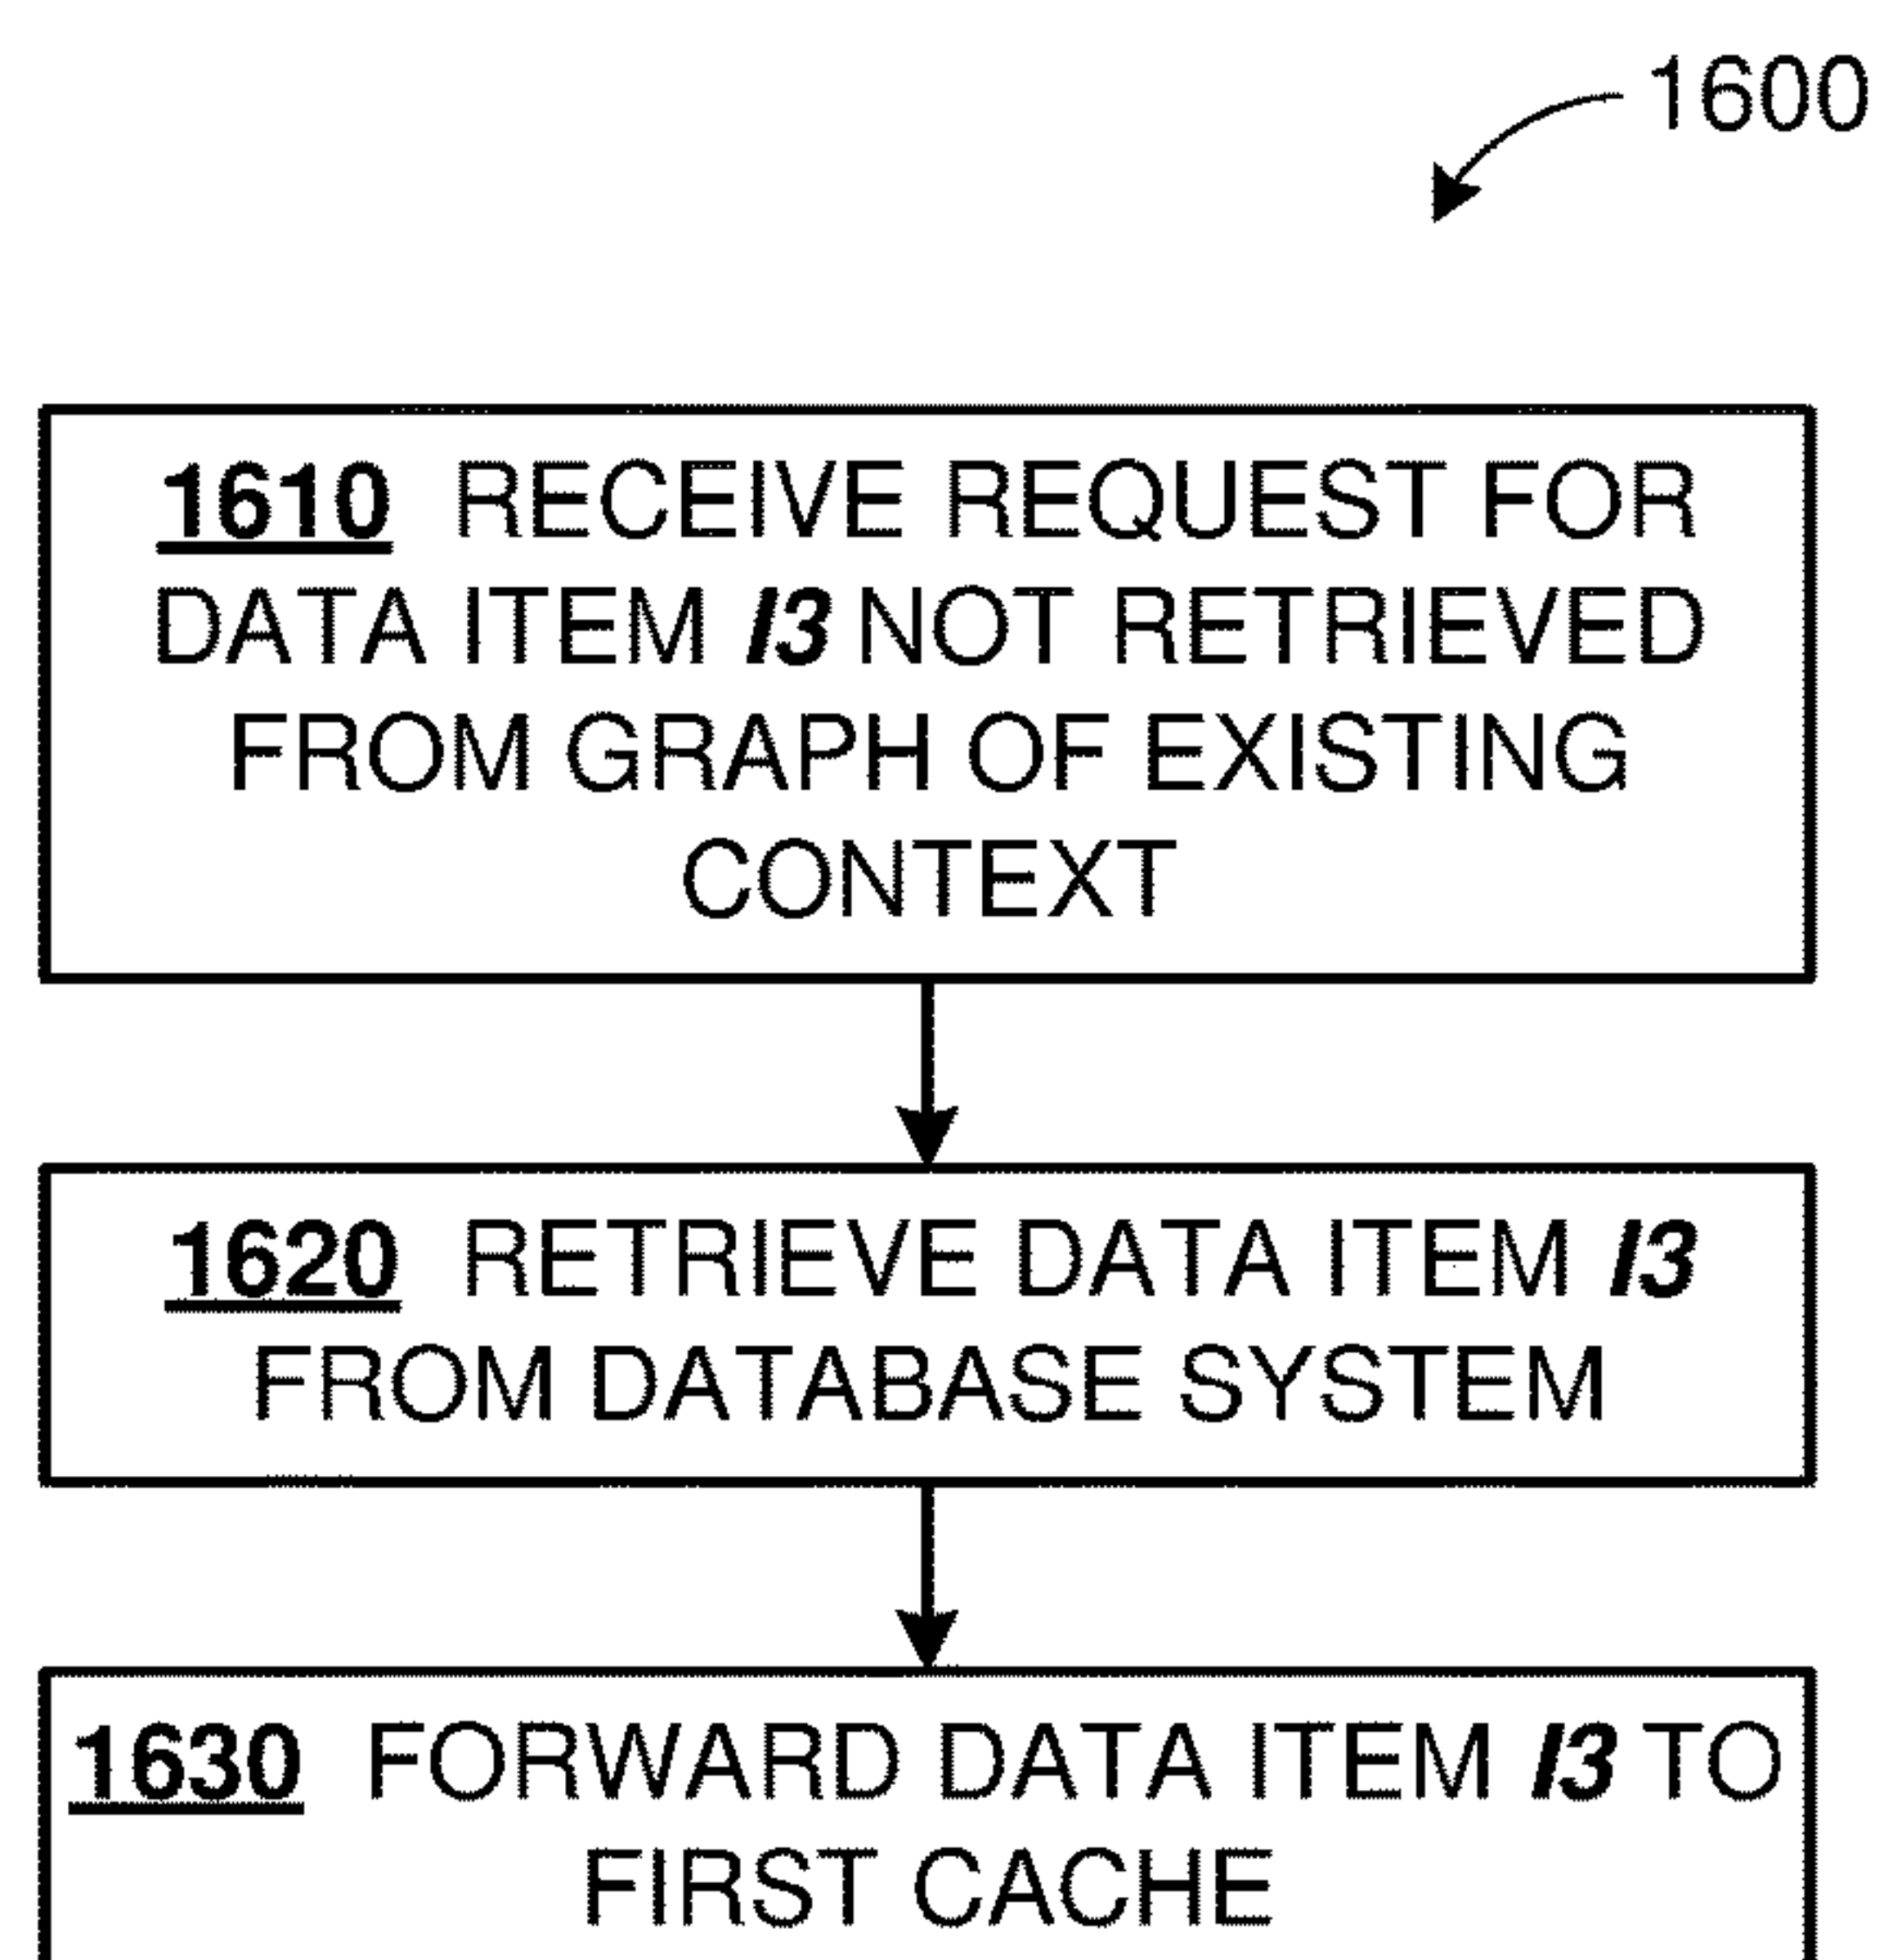 1600
1610 RECEIVE REQUEST FOR
DATA ITEM I3 NOT RETRIEVED
FROM GRAPH OF EXISTING
CONTEXT
1620 RETRIEVE DATA ITEM I3
FROM DATABASE SYSTEM
1630 FORWARD DATA ITEM I3 TO
FIRST CACHE